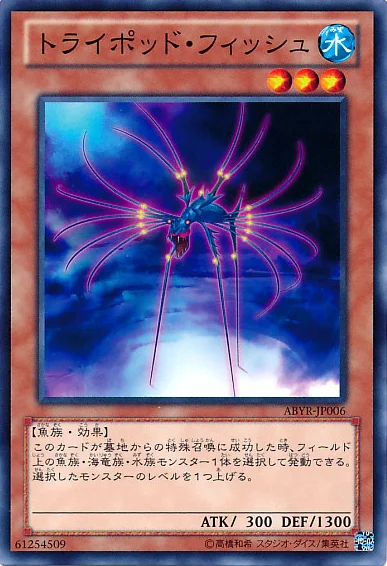 トライポッド・フィッシュ
水
ABYR-JP006
【魚族・効果】
このカードが墓地からの特殊召喚に成功した時、フィールド
上の魚族・海竜族・水族モンスター1体を選択して発動できる。
選択したモンスターのレベルを1つ上げる。
ATK/ 300 DEF/1300
61254509
©高橋和希 スタジオ・ダイス/集英社